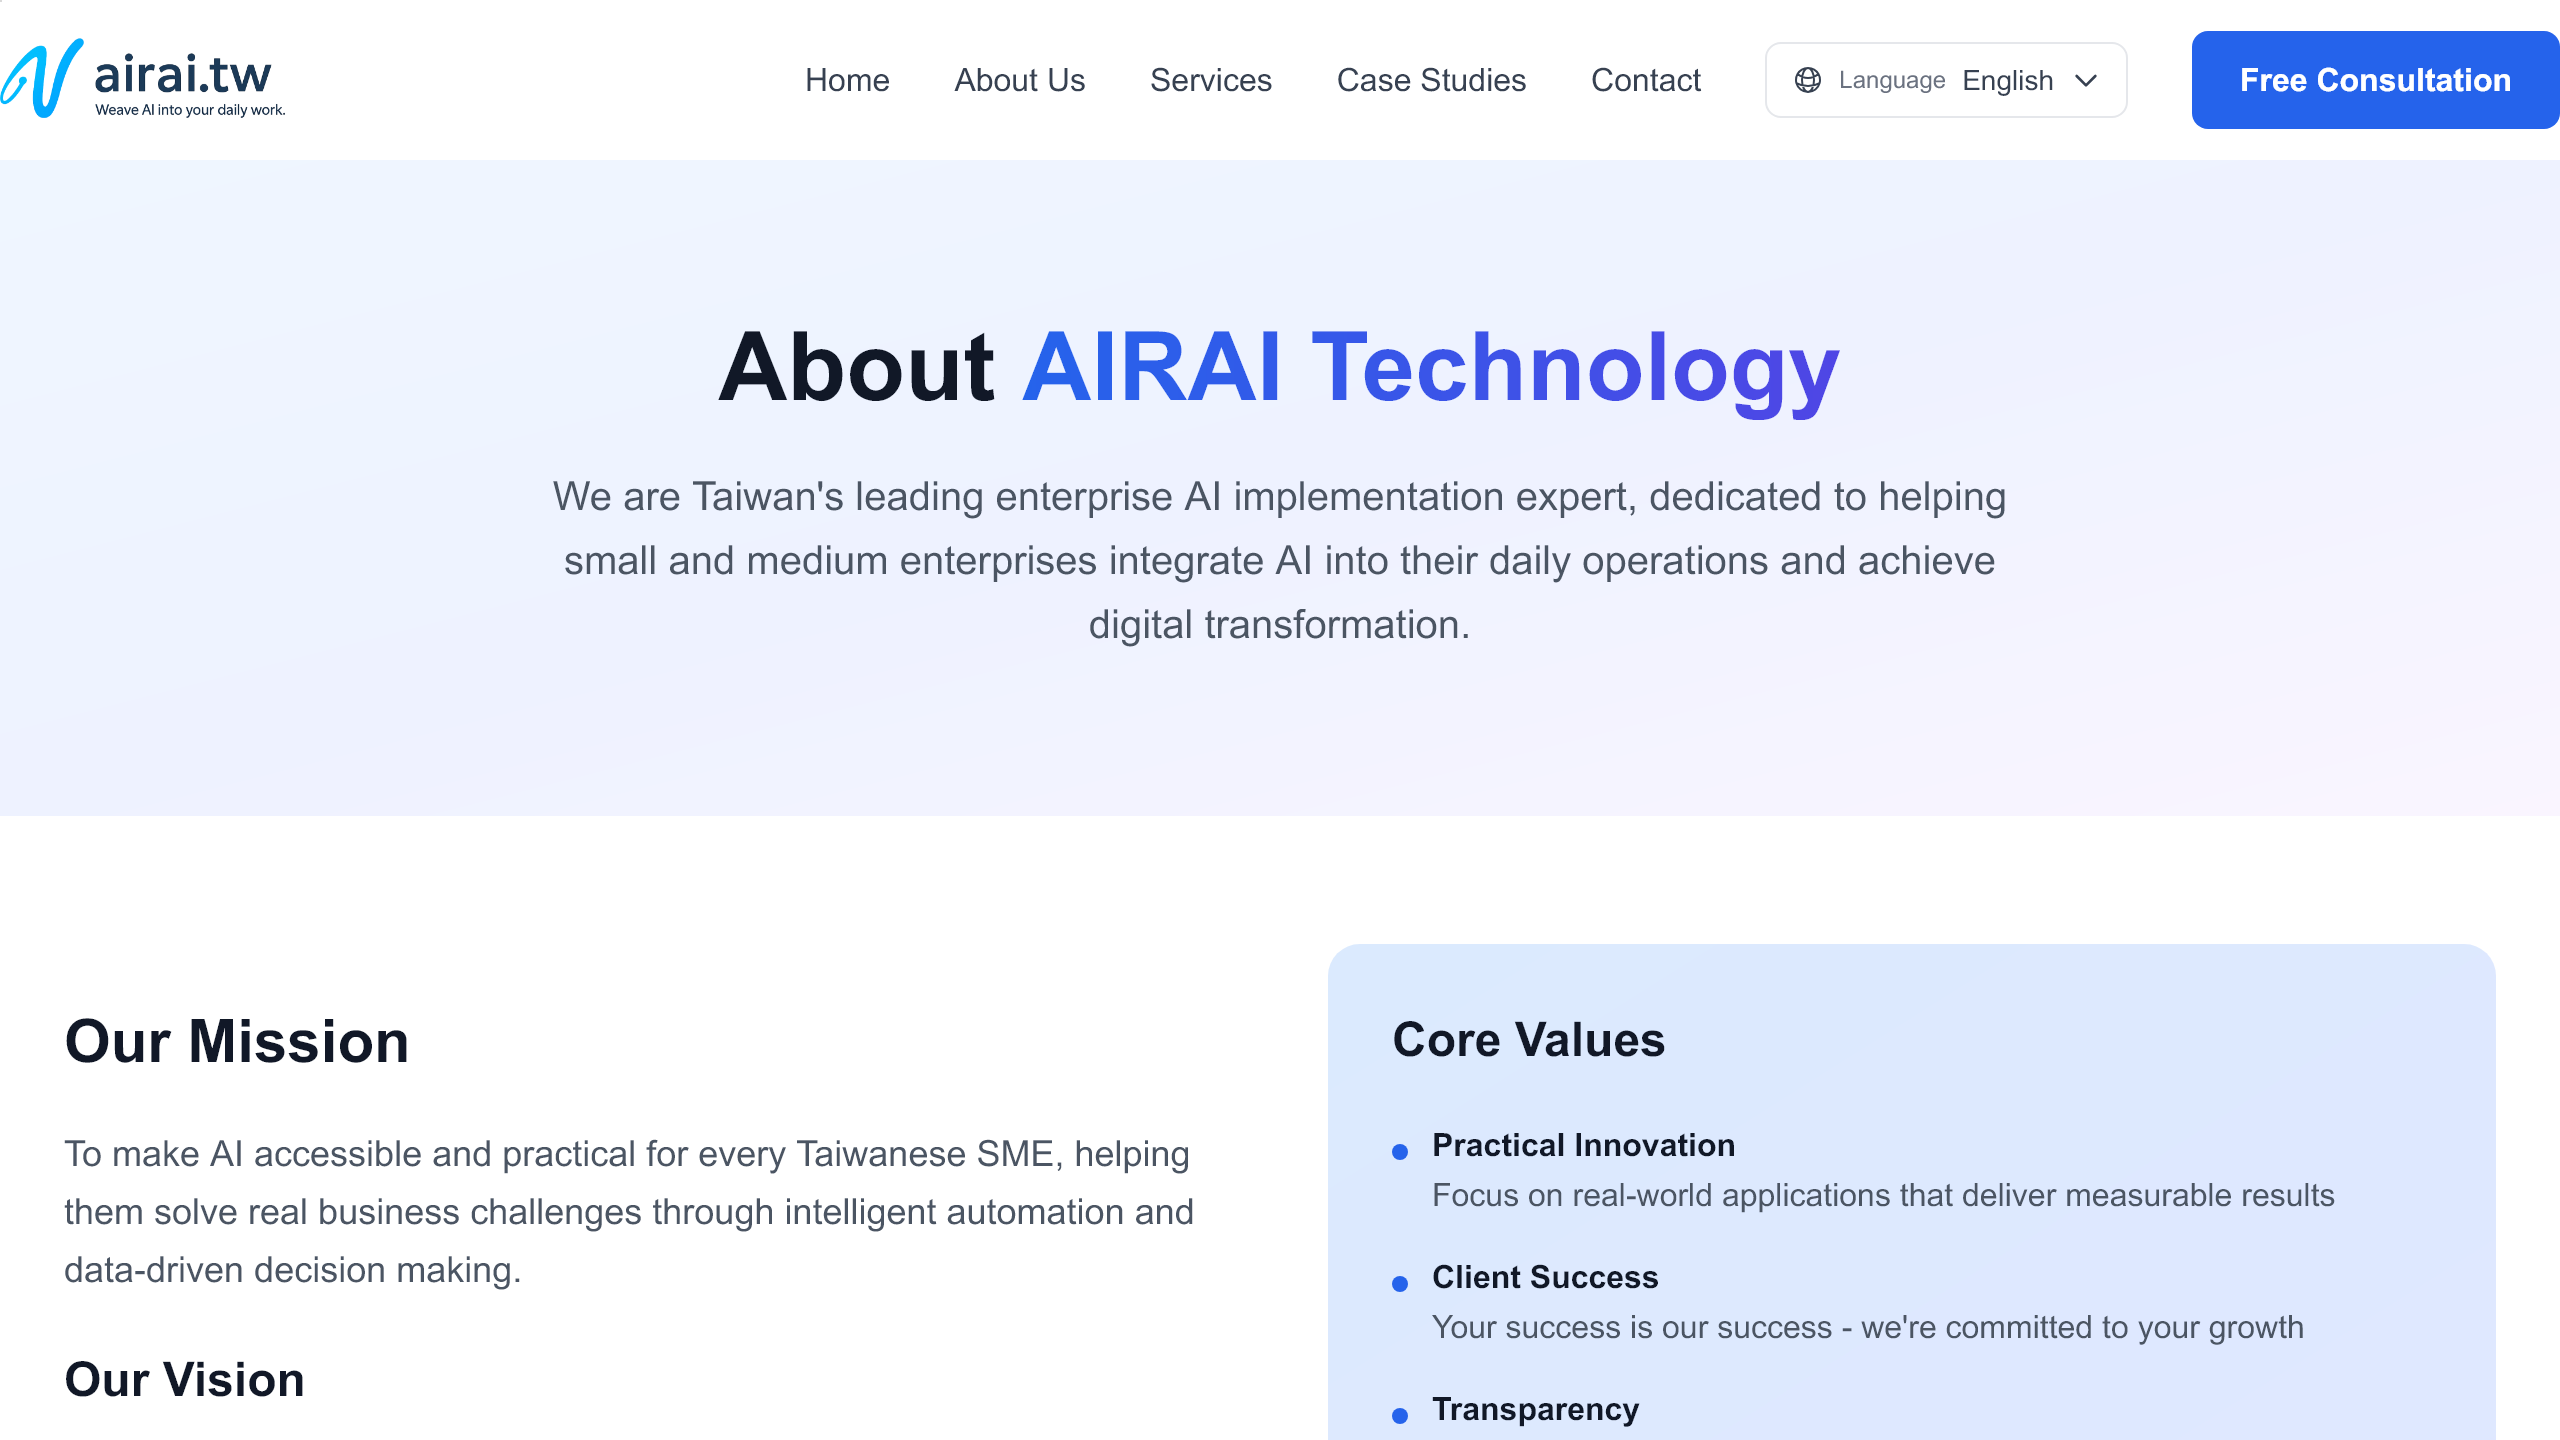 airai.tw
Weave AI into your daily work.
Home
About Us
Services
Case Studies
Contact
Language English
Free Consultation
About AIRAI Technology
We are Taiwan's leading enterprise AI implementation expert, dedicated to helping
small and medium enterprises integrate AI into their daily operations and achieve
digital transformation.
Our Mission
To make AI accessible and practical for every Taiwanese SME, helping
them solve real business challenges through intelligent automation and
data-driven decision making.
Our Vision
Core Values
Practical Innovation
Focus on real-world applications that deliver measurable results
Client Success
Your success is our success - we're committed to your growth
Transparency